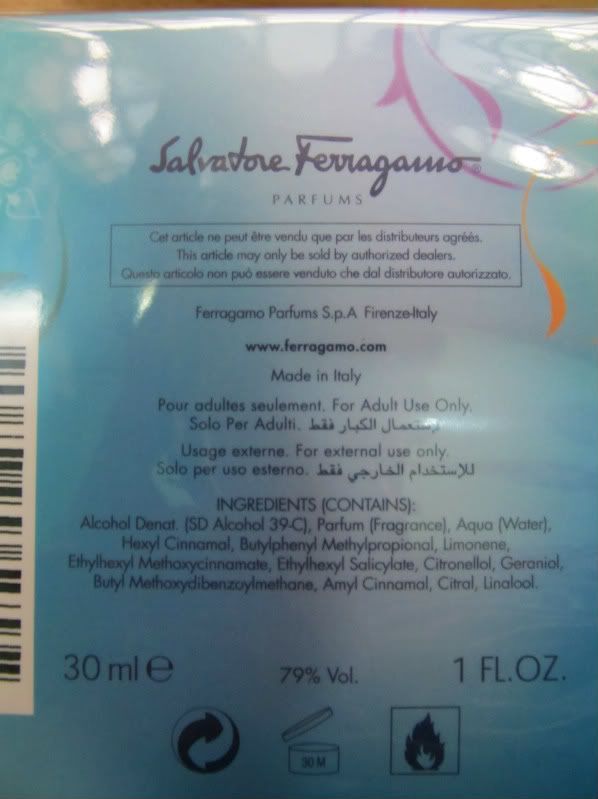 Salvatore Ferragamo®
PARFUMS
Cet article ne peut être vendu que par les distributeurs agréés.
This article may only be sold by authorized dealers.
Questo articolo non può essere venduto che dal distributore autorizzato.
Ferragamo Parfums S.p.A Firenze-Italy
www.ferragamo.com
Made in Italy
Pour adultes seulement. For Adult Use Only.
Solo Per Adulti. لإستعمال الكبار فقط
Usage externe. For external use only.
Solo per uso esterno. للإستخدام الخارجي فقط
INGREDIENTS (CONTAINS):
Alcohol Denat. (SD Alcohol 39-C), Parfum (Fragrance), Aqua (Water),
Hexyl Cinnamal, Butylphenyl Methylpropional, Limonene,
Ethylhexyl Methoxycinnamate, Ethylhexyl Salicylate, Citronellol, Geraniol,
Butyl Methoxydibenzoylmethane, Amyl Cinnamal, Citral, Linalool.
30 ml e 79% Vol. 1 FL.OZ.
30 M